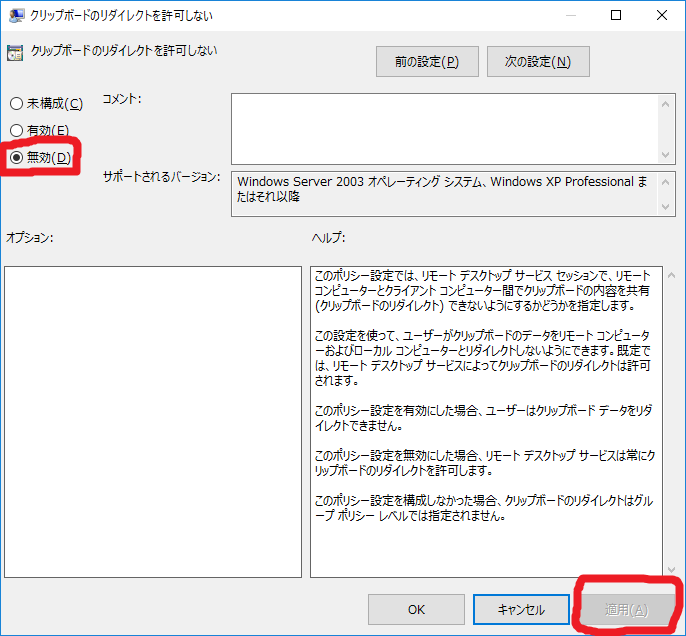 クリップボードのリダイレクトを許可しない
クリップボードのリダイレクトを許可しない
前の設定(P)
次の設定(N)
未構成(C)
有効(E)
無効(D)
コメント:
サポートされるバージョン:
Windows Server 2003 オペレーティング システム、Windows XP Professional ま
たはそれ以降
オプション:
ヘルプ:
このポリシー設定では、リモート デスクトップ サービス セッションで、リモート
コンピューターとクライアント コンピューター間でクリップボードの内容を共有
(クリップボードのリダイレクト) できないようにするかどうかを指定します。
この設定を使って、ユーザーがクリップボードのデータをリモート コンピュータ
ーおよびローカル コンピューターとリダイレクトしないようにできます。既定で
は、リモート デスクトップ サービスによってクリップボードのリダイレクトは許可
されます。
このポリシー設定を有効にした場合、ユーザーはクリップボード データをリダ
イレクトできません。
このポリシー設定を無効にした場合、リモート デスクトップ サービスは常にク
リップボードのリダイレクトを許可します。
このポリシー設定を構成しなかった場合、クリップボードのリダイレクトはグル
ープ ポリシー レベルでは指定されません。
OK
キャンセル
適用(A)